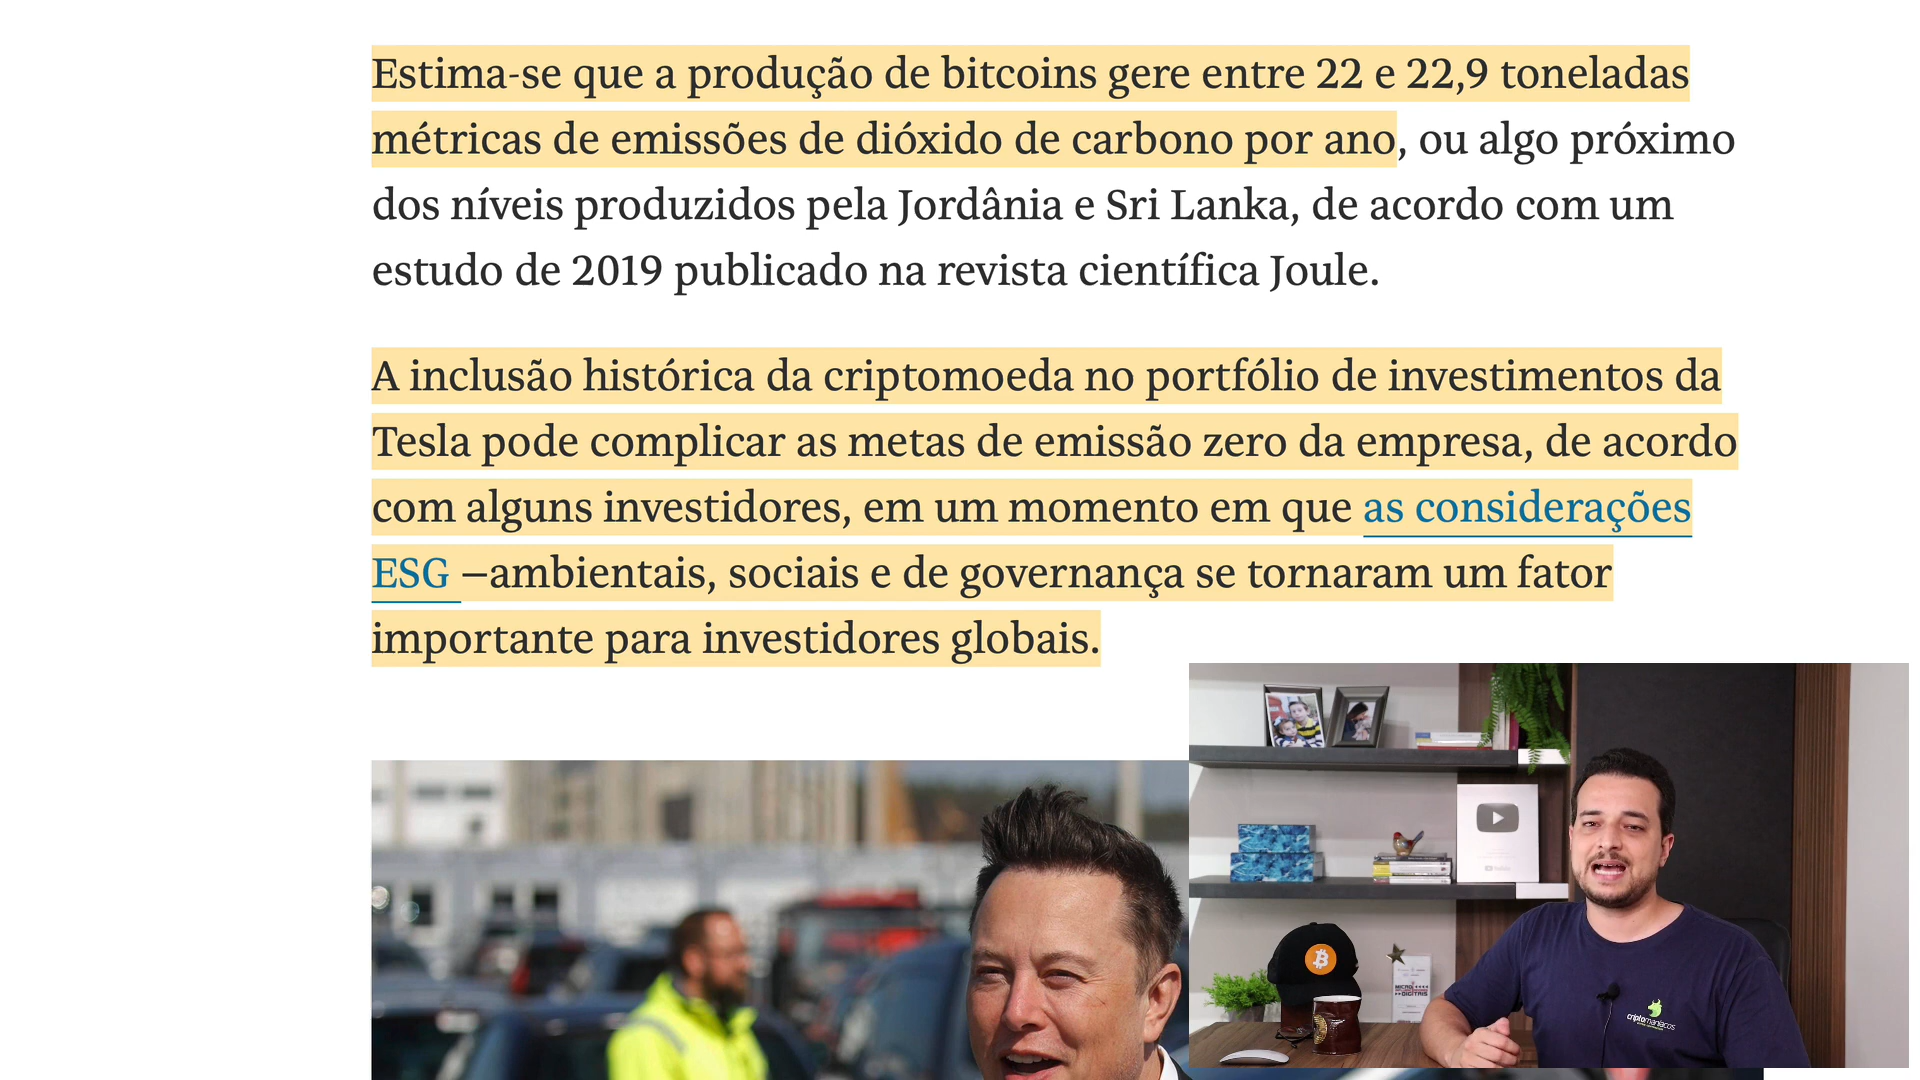 Estima-se que a produção de bitcoins gere entre 22 e 22,9 toneladas
métricas de emissões de dióxido de carbono por ano, ou algo próximo
dos níveis produzidos pela Jordânia e Sri Lanka, de acordo com um
estudo de 2019 publicado na revista científica Joule.
A inclusão histórica da criptomoeda no portfólio de investimentos da
Tesla pode complicar as metas de emissão zero da empresa, de acordo
com alguns investidores, em um momento em que as considerações
ESG –ambientais, sociais e de governança se tornaram um fator
importante para investidores globais.
criptomaníacos